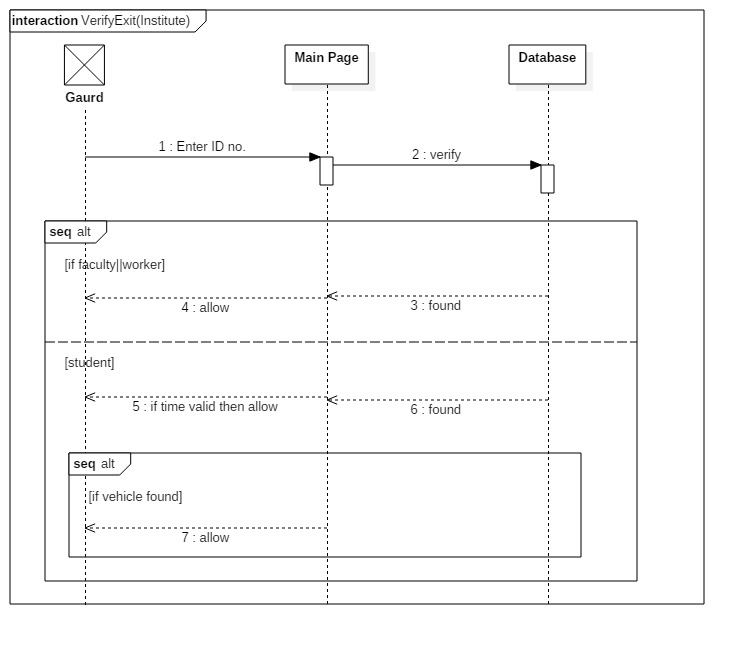 interaction VerifyExit(Institute)
Main Page
Database
Gaurd
1 : Enter ID no.
2 : verify
seq alt
[if faculty||worker]
4 : allow
3 : found
[student]
5 : if time valid then allow
6 : found
seq alt
[if vehicle found]
7 : allow